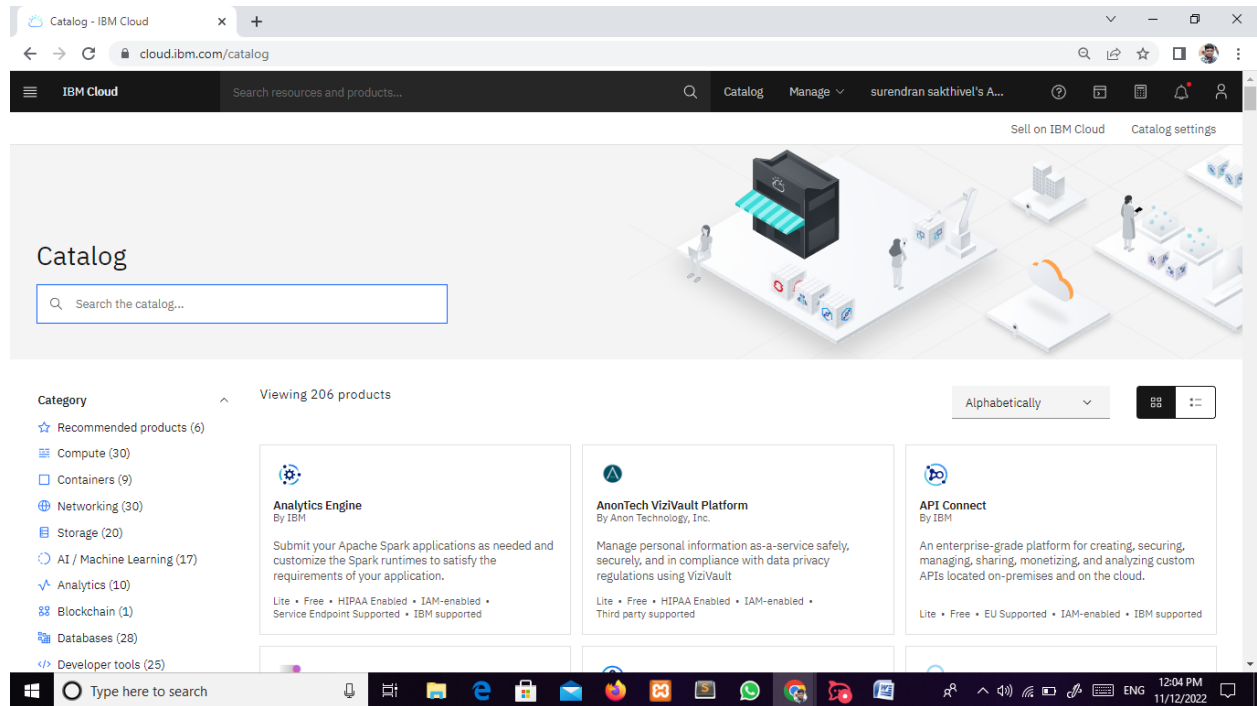 Catalog - IBM Cloud
cloud.ibm.com/catalog
IBM Cloud
Search resources and products...
Catalog
Manage
surendran sakthivel's A...
Sell on IBM Cloud
Catalog settings
Catalog
Search the catalog...
Category
Recommended products (6)
Compute (30)
Containers (9)
Networking (30)
Storage (20)
AI / Machine Learning (17)
Analytics (10)
Blockchain (1)
Databases (28)
Developer tools (25)
Viewing 206 products
Alphabetically
Analytics Engine
By IBM
Submit your Apache Spark applications as needed and
customize the Spark runtimes to satisfy the
requirements of your application.
Lite • Free • HIPAA Enabled • IAM-enabled •
Service Endpoint Supported • IBM supported
AnonTech ViziVault Platform
By Anon Technology, Inc.
Manage personal information as-a-service safely,
securely, and in compliance with data privacy
regulations using ViziVault
Lite • Free • HIPAA Enabled • IAM-enabled •
Third party supported
API Connect
By IBM
An enterprise-grade platform for creating, securing,
managing, sharing, monetizing, and analyzing custom
APIs located on-premises and on the cloud.
Lite • Free • EU Supported • IAM-enabled • IBM supported
Type here to search
ENG
12:04 PM
11/12/2022